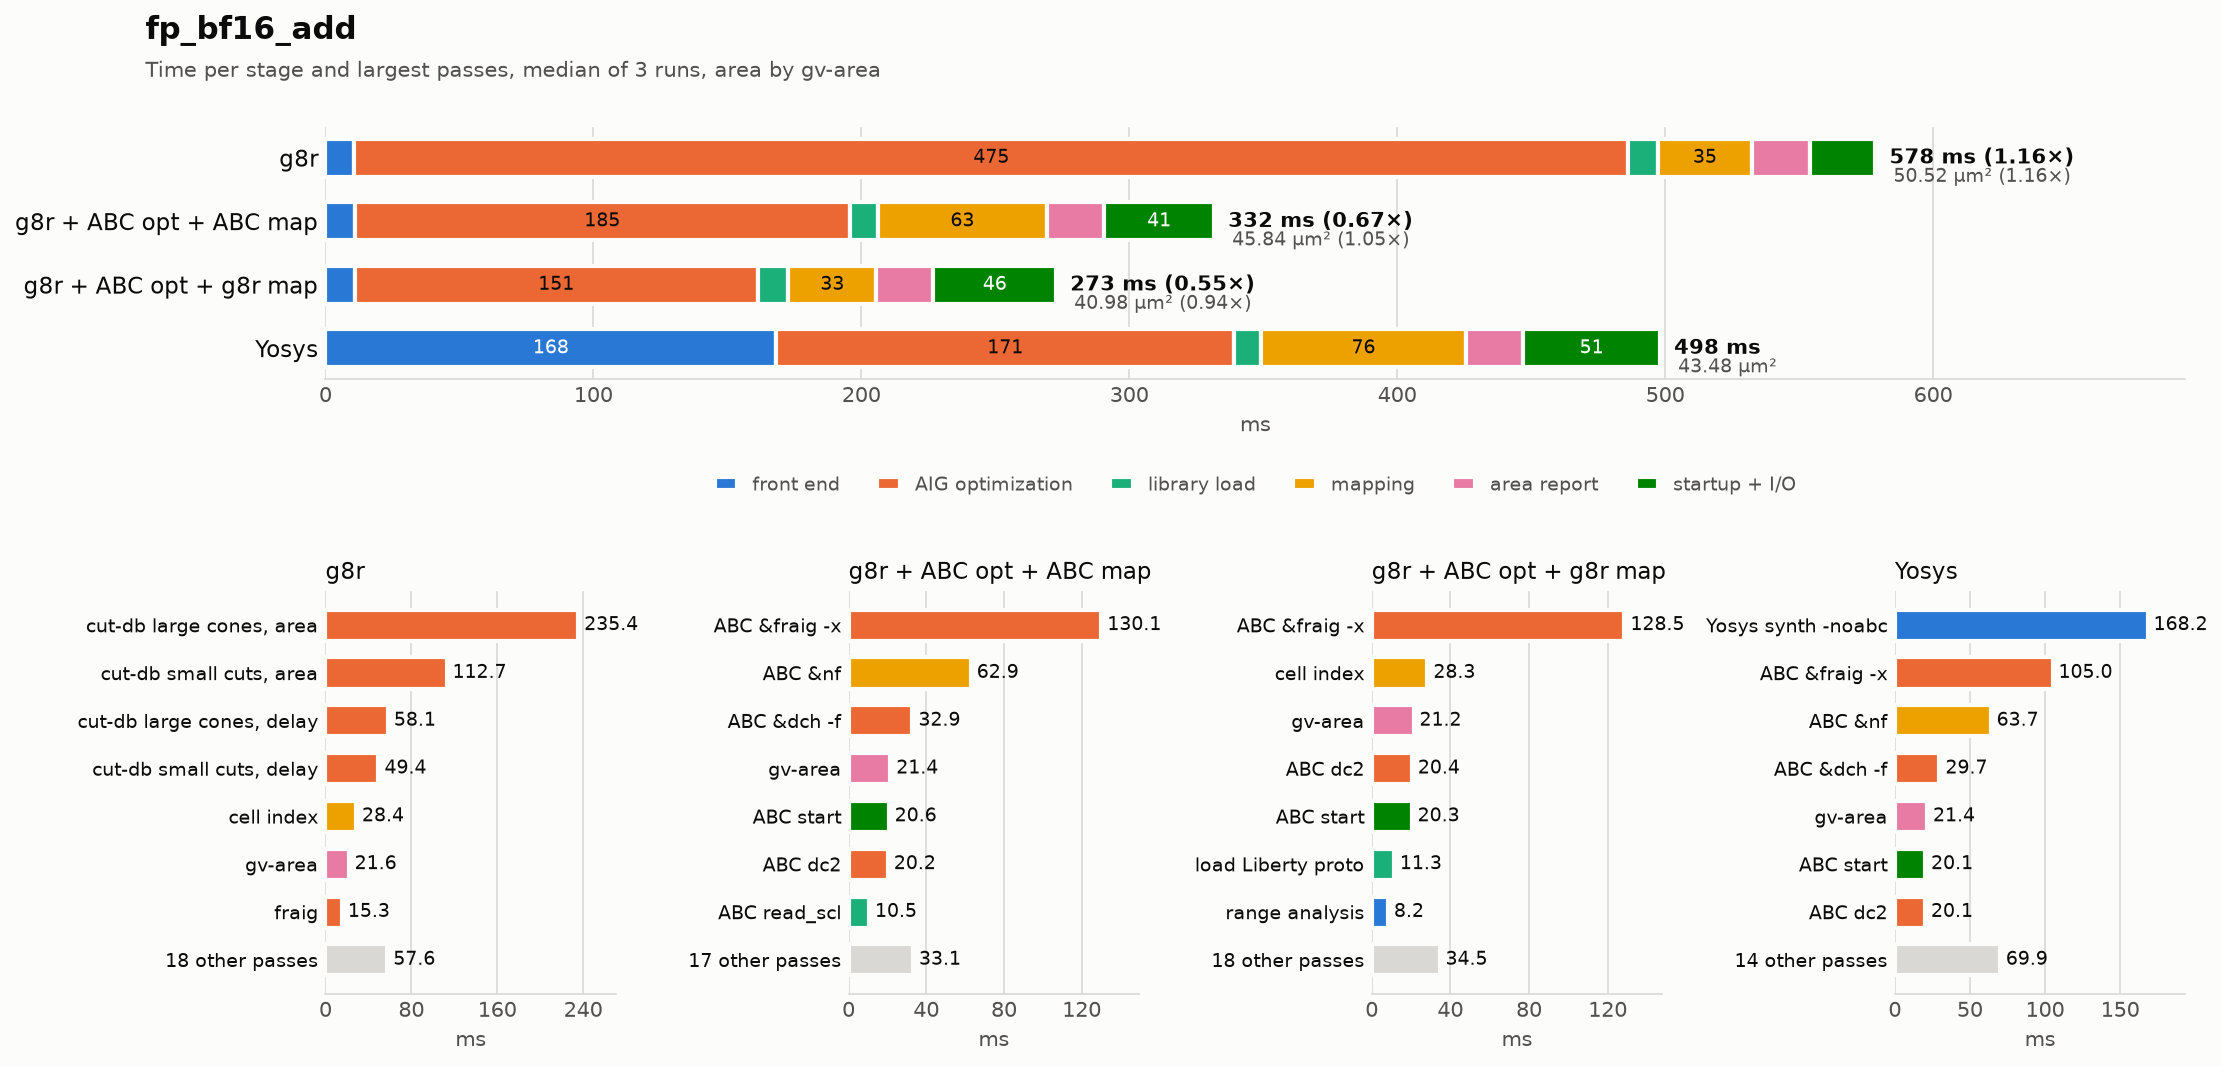 fp_bf16_add
Time per stage and largest passes, median of 3 runs, area by gv-area
g8r 475 35 578 ms (1.16×)
50.52 µm² (1.16×)
g8r + ABC opt + ABC map 185 63 41 332 ms (0.67×)
45.84 µm² (1.05×)
g8r + ABC opt + g8r map 151 33 46 273 ms (0.55×)
40.98 µm² (0.94×)
Yosys 168 171 76 51 498 ms
43.48 µm²
0 100 200 300 400 500 600
ms
front end AIG optimization library load mapping area report startup + I/O
g8r
cut-db large cones, area 235.4
cut-db small cuts, area 112.7
cut-db large cones, delay 58.1
cut-db small cuts, delay 49.4
cell index 28.4
gv-area 21.6
fraig 15.3
18 other passes 57.6
0 80 160 240
ms
g8r + ABC opt + ABC map
ABC &fraig -x 130.1
ABC &nf 62.9
ABC &dch -f 32.9
gv-area 21.4
ABC start 20.6
ABC dc2 20.2
ABC read_scl 10.5
17 other passes 33.1
0 40 80 120
ms
g8r + ABC opt + g8r map
ABC &fraig -x 128.5
cell index 28.3
gv-area 21.2
ABC dc2 20.4
ABC start 20.3
load Liberty proto 11.3
range analysis 8.2
18 other passes 34.5
0 40 80 120
ms
Yosys
Yosys synth -noabc 168.2
ABC &fraig -x 105.0
ABC &nf 63.7
ABC &dch -f 29.7
gv-area 21.4
ABC start 20.1
ABC dc2 20.1
14 other passes 69.9
0 50 100 150
ms